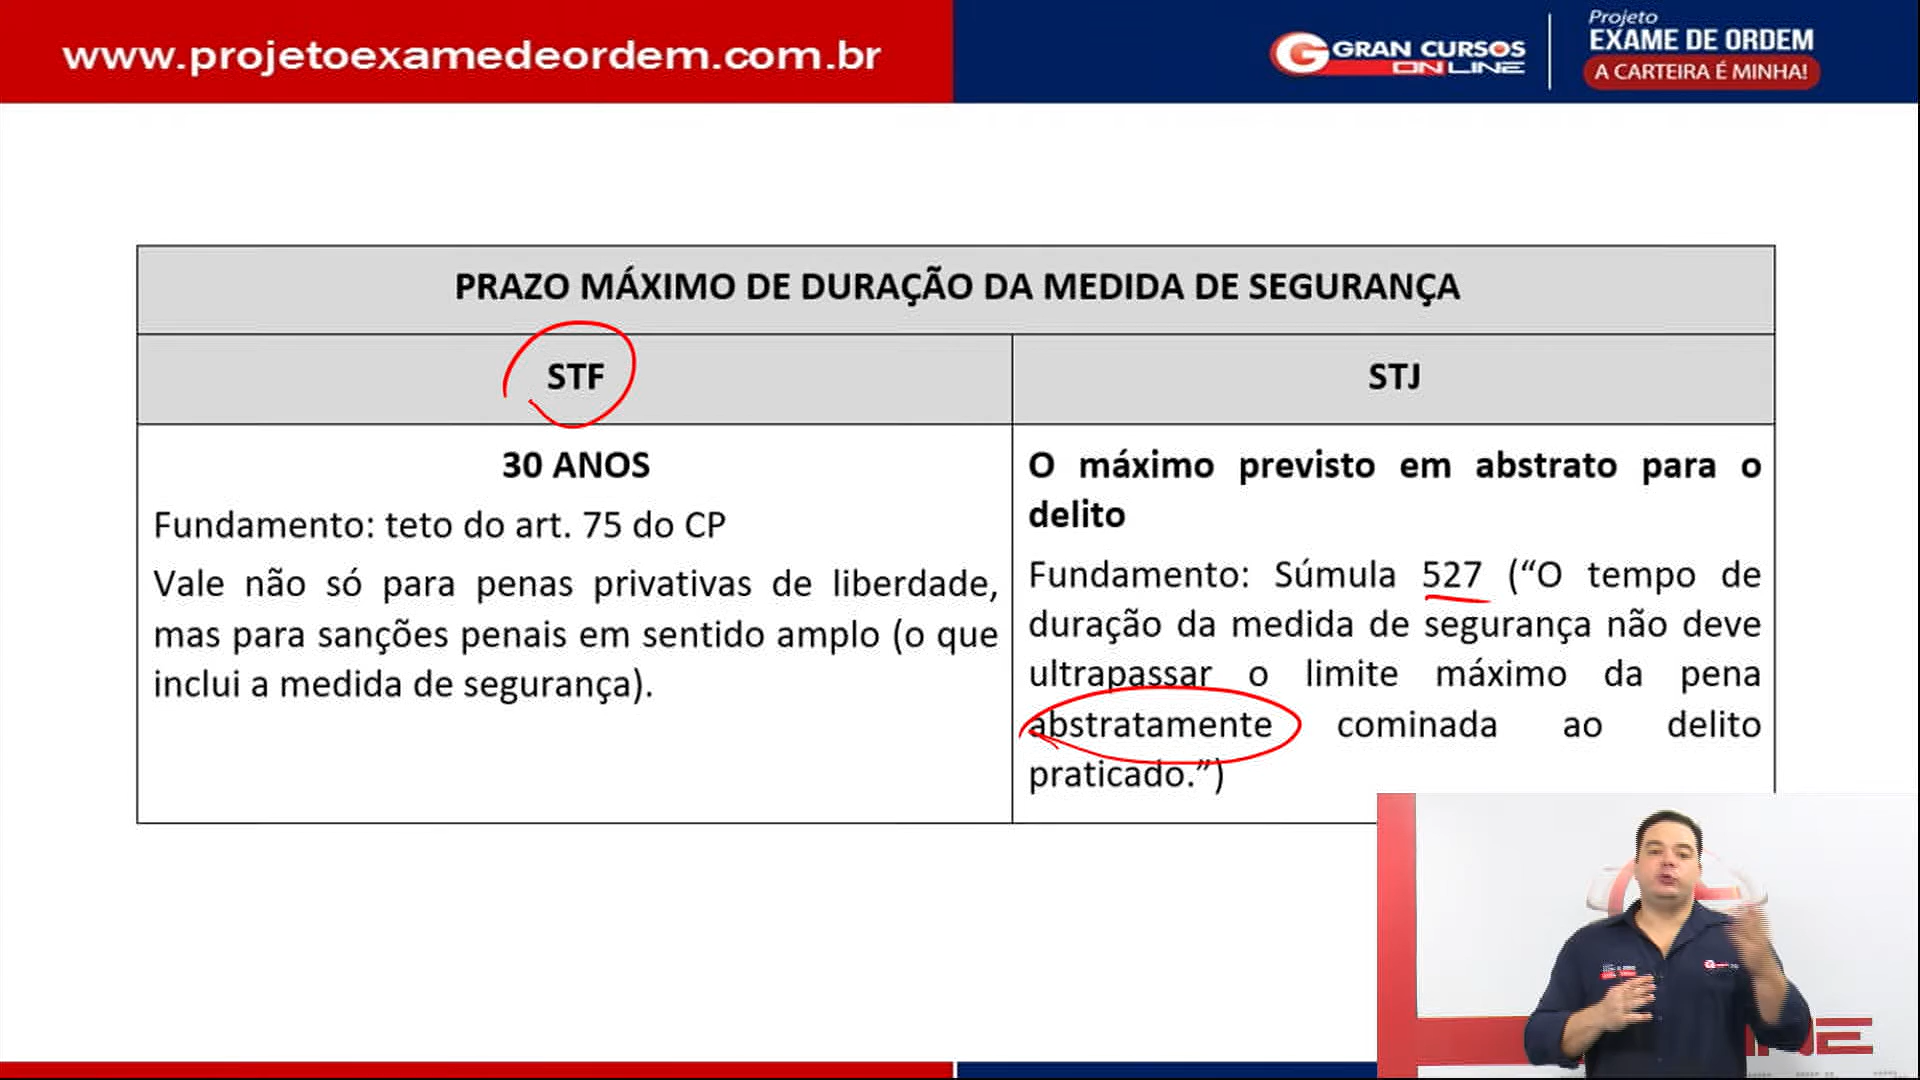 www.projetoexamedeordem.com.br
GRAN CURSOS
ONLINE
Projeto
EXAME DE ORDEM
A CARTEIRA É MINHA!
PRAZO MÁXIMO DE DURAÇÃO DA MEDIDA DE SEGURANÇA
STF
STJ
30 ANOS
Fundamento: teto do art. 75 do CP
Vale não só para penas privativas de liberdade,
mas para sanções penais em sentido amplo (o que
inclui a medida de segurança).
O máximo previsto em abstrato para o
delito
Fundamento: Súmula 527 (“O tempo de
duração da medida de segurança não deve
ultrapassar o limite máximo da pena
abstratamente cominada ao delito
praticado.”)